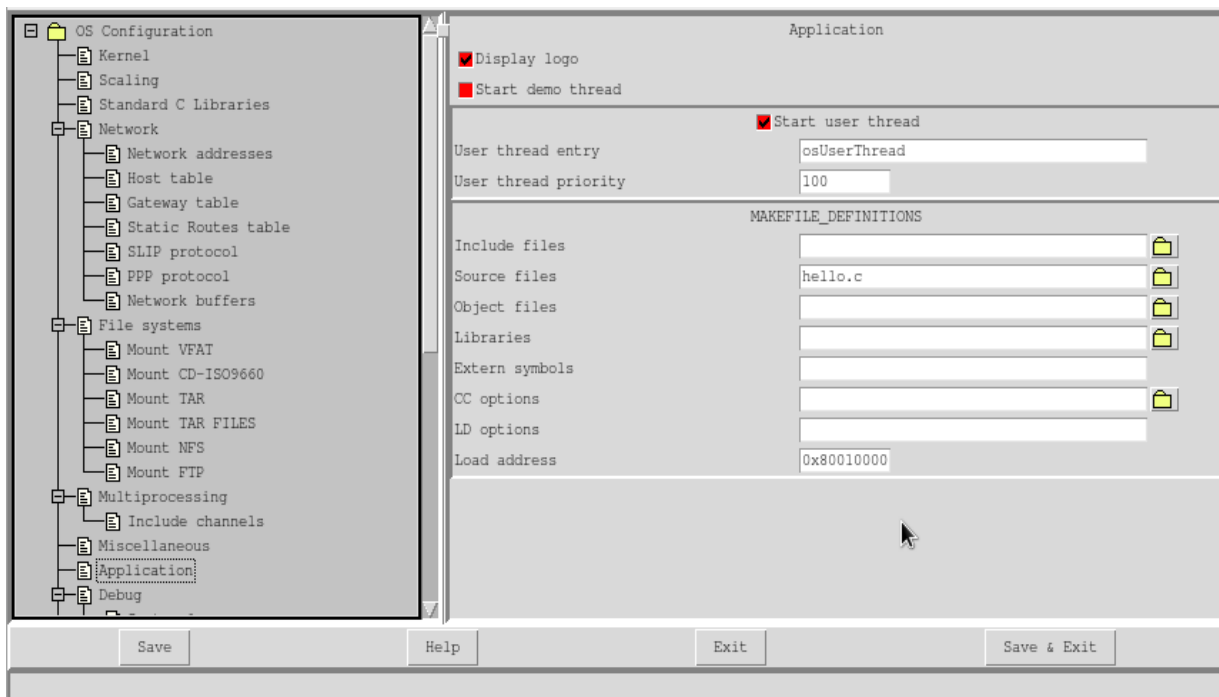 OS Configuration
Kernel
Scaling
Standard C Libraries
Network
Network addresses
Host table
Gateway table
Static Routes table
SLIP protocol
PPP protocol
Network buffers
File systems
Mount VFAT
Mount CD-ISO9660
Mount TAR
Mount TAR FILES
Mount NFS
Mount FTP
Multiprocessing
Include channels
Miscellaneous
Application
Debug
Application
Display logo
Start demo thread
Start user thread
User thread entry osUserThread
User thread priority 100
MAKEFILE_DEFINITIONS
Include files
Source files hello.c
Object files
Libraries
Extern symbols
CC options
LD options
Load address 0x80010000
Save Help Exit Save & Exit